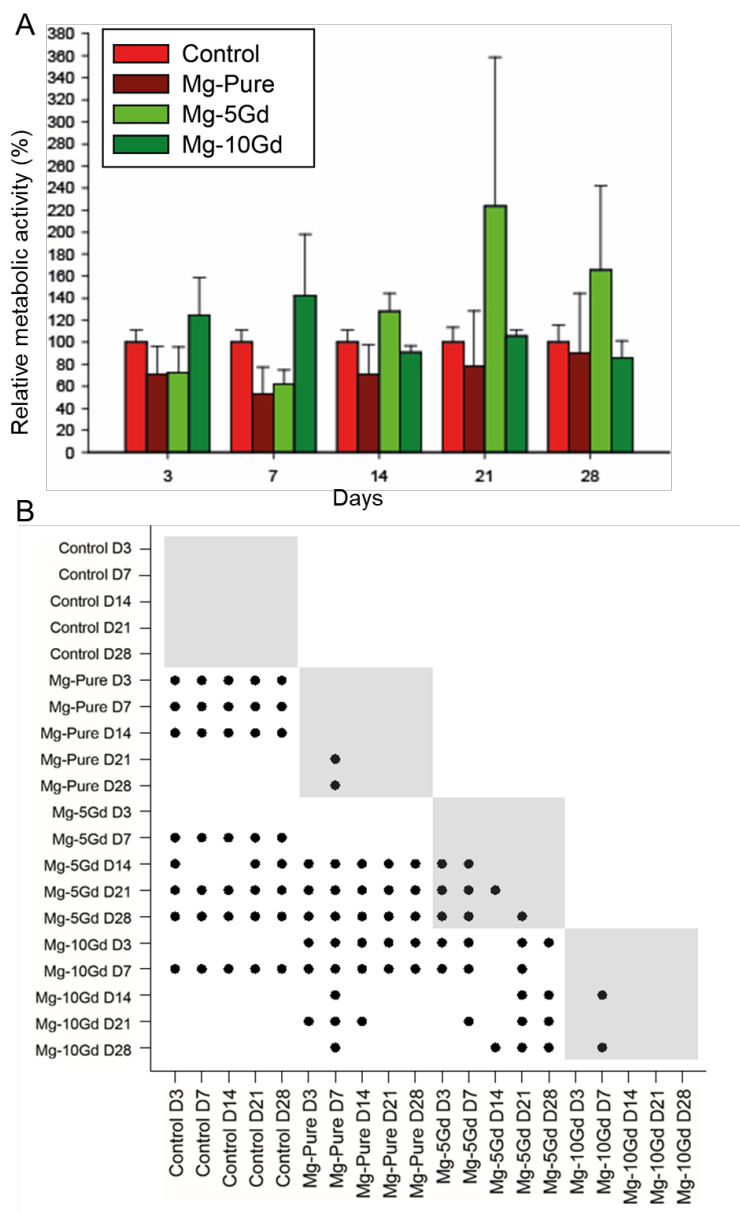 A
Relative metabolic activity (%)
380
360
340
320
300
280
260
240
220
200
180
160
140
120
100
80
60
40
20
0
Control
Mg-Pure
Mg-5Gd
Mg-10Gd
3 7 14 21 28
Days
B
Control D3
Control D7
Control D14
Control D21
Control D28
Mg-Pure D3
Mg-Pure D7
Mg-Pure D14
Mg-Pure D21
Mg-Pure D28
Mg-5Gd D3
Mg-5Gd D7
Mg-5Gd D14
Mg-5Gd D21
Mg-5Gd D28
Mg-10Gd D3
Mg-10Gd D7
Mg-10Gd D14
Mg-10Gd D21
Mg-10Gd D28
Control D3
Control D7
Control D14
Control D21
Control D28
Mg-Pure D3
Mg-Pure D7
Mg-Pure D14
Mg-Pure D21
Mg-Pure D28
Mg-5Gd D3
Mg-5Gd D7
Mg-5Gd D14
Mg-5Gd D21
Mg-5Gd D28
Mg-10Gd D3
Mg-10Gd D7
Mg-10Gd D14
Mg-10Gd D21
Mg-10Gd D28